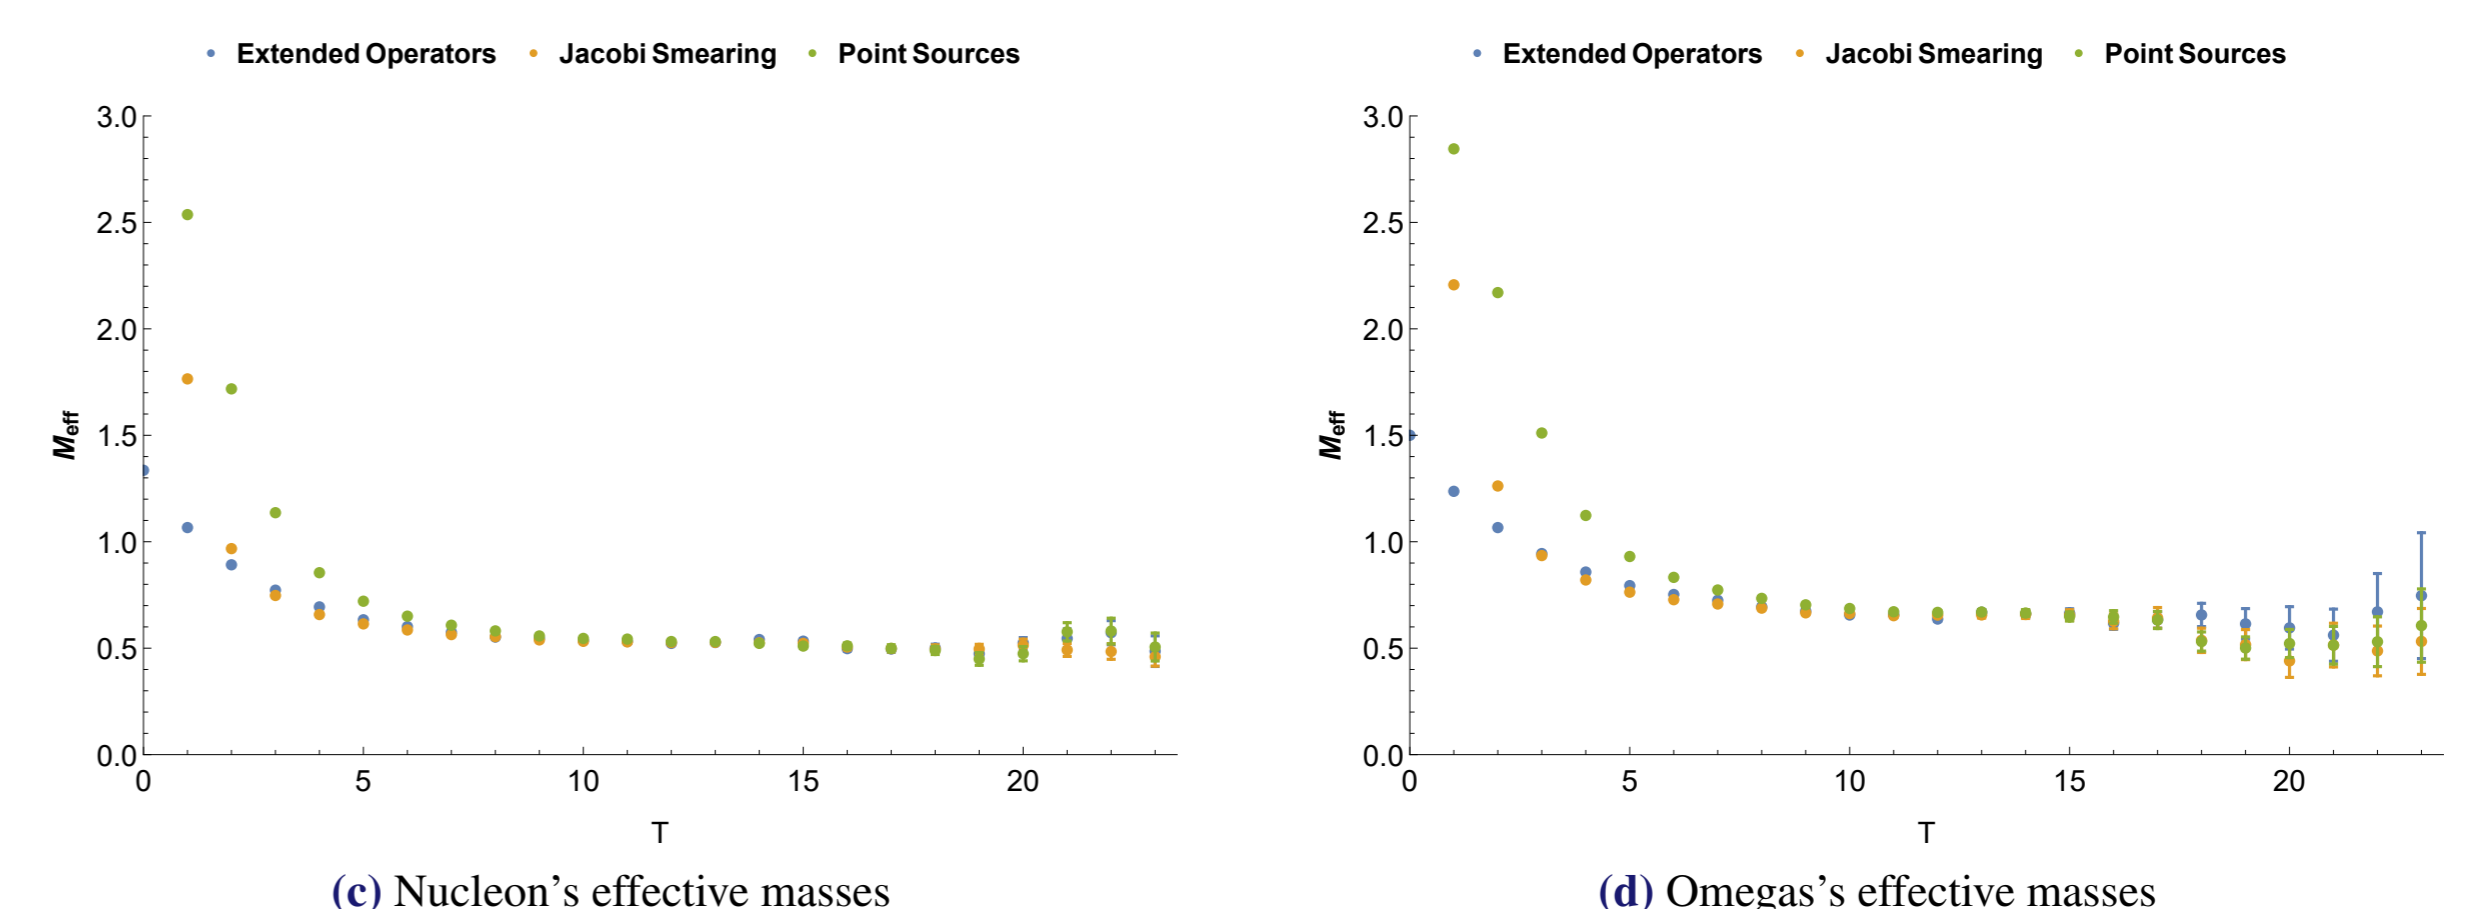 Extended Operators Jacobi Smearing Point Sources
3.0
2.5
2.0
1.5
1.0
0.5
0.0
M_eff
0 5 10 15 20
T
(c) Nucleon's effective masses
Extended Operators Jacobi Smearing Point Sources
3.0
2.5
2.0
1.5
1.0
0.5
0.0
M_eff
0 5 10 15 20
T
(d) Omegas's effective masses